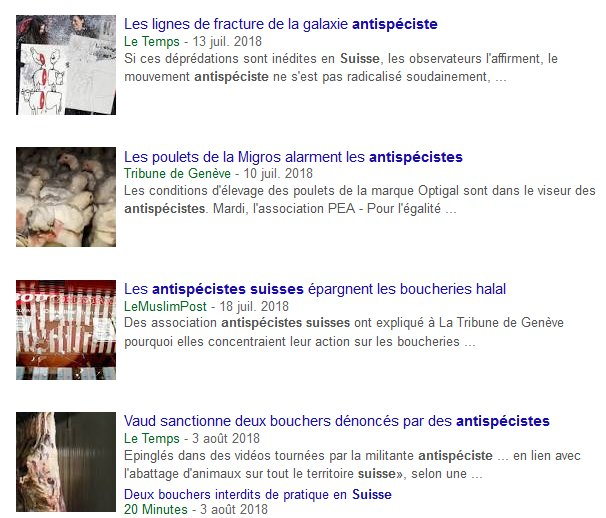 Les lignes de fracture de la galaxie antispéciste
Le Temps - 13 juil. 2018
Si ces déprédations sont inédites en Suisse, les observateurs l'affirment, le
mouvement antispéciste ne s'est pas radicalisé soudainement, ...
Les poulets de la Migros alarment les antispécistes
Tribune de Genève - 10 juil. 2018
Les conditions d'élevage des poulets de la marque Optigal sont dans le viseur des
antispécistes. Mardi, l'association PEA - Pour l'égalité ...
Les antispécistes suisses épargnent les boucheries halal
LeMuslimPost - 18 juil. 2018
Des association antispécistes suisses ont expliqué à La Tribune de Genève
pourquoi elles concentraient leur action sur les boucheries ...
Vaud sanctionne deux bouchers dénoncés par des antispécistes
Le Temps - 3 août 2018
Epinglés dans des vidéos tournées par la militante antispéciste ... en lien avec
l'abattage d'animaux sur tout le territoire suisse», selon une ...
Deux bouchers interdits de pratique en Suisse
20 Minutes - 3 août 2018